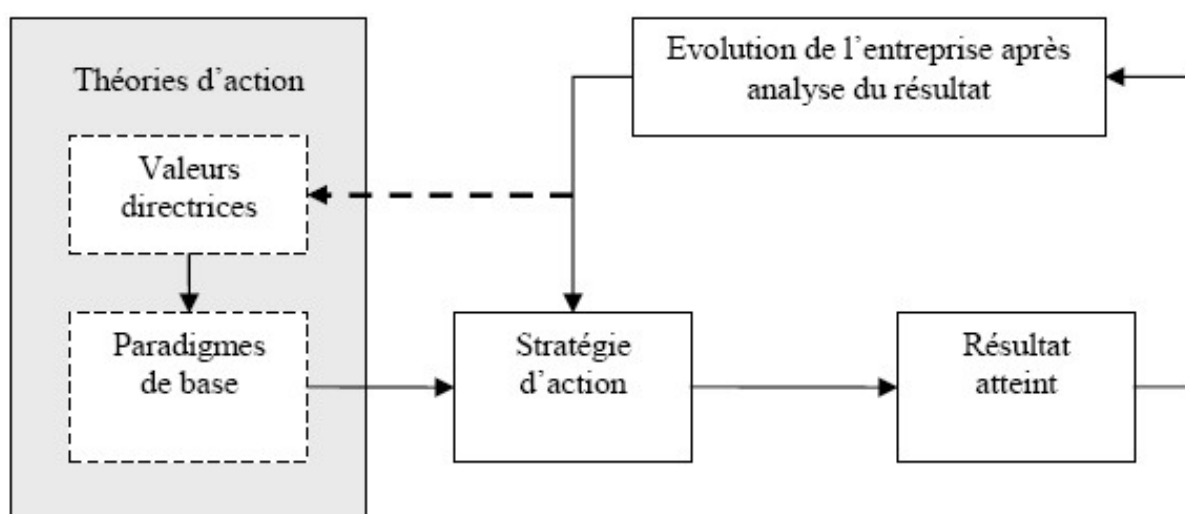 Théories d'action
Valeurs
directrices
Paradigmes
de base
Evolution de l'entreprise après
analyse du résultat
Stratégie
d'action
Résultat
atteint